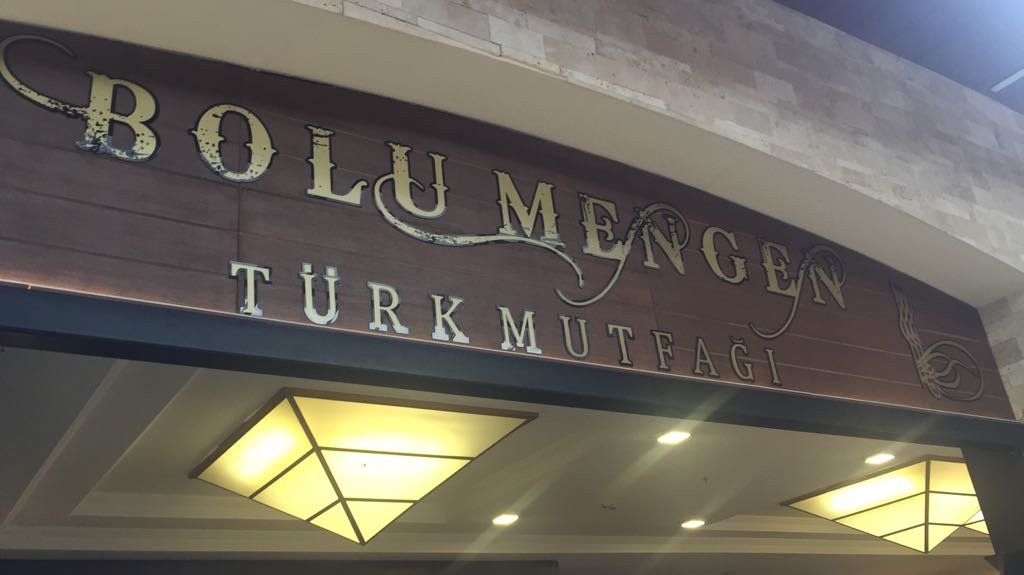 BOLU MENGEN
TÜRK MUTFAĞI